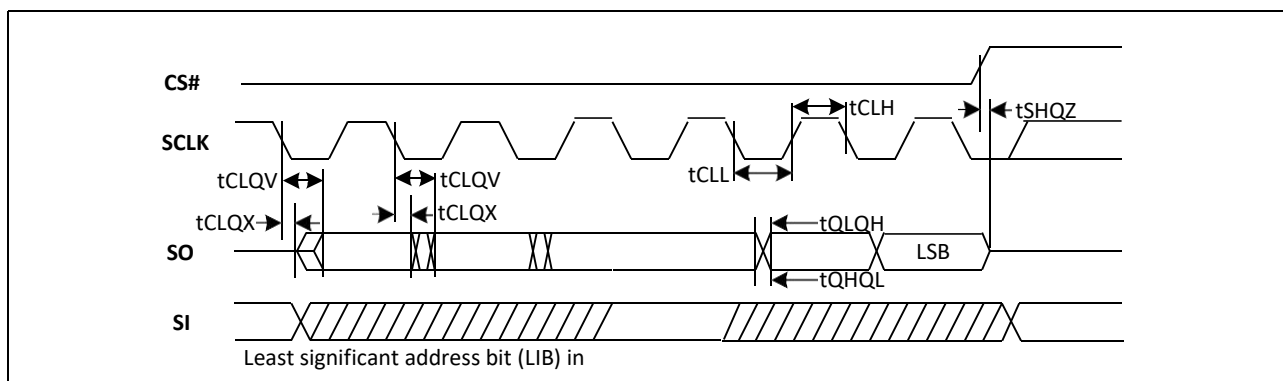 CS#
tCLH
tSHQZ
SCLK
tCLL
tCLQV
tCLQV
tCLQX
tCLQX
tQLQH
SO
LSB
tQHQL
SI
Least significant address bit (LIB) in